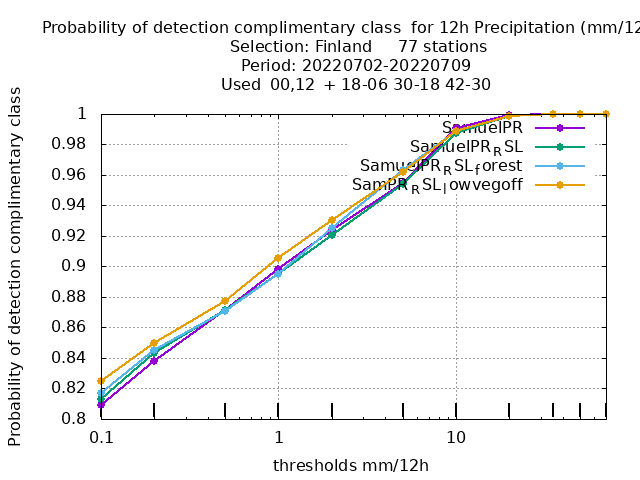 Probability of detection complimentary class for 12h Precipitation (mm/12
Selection: Finland 77 stations
Period: 20220702-20220709
Used 00,12 + 18-06 30-18 42-30
Probability of detection complimentary class
1
0.98
0.96
0.94
0.92
0.9
0.88
0.86
0.84
0.82
0.8
SamuelPR
SamuelPR_RSL
SamuelPR_RSL_forest
SamPR_RSL_lowvegoff
0.1 1 10
thresholds mm/12h